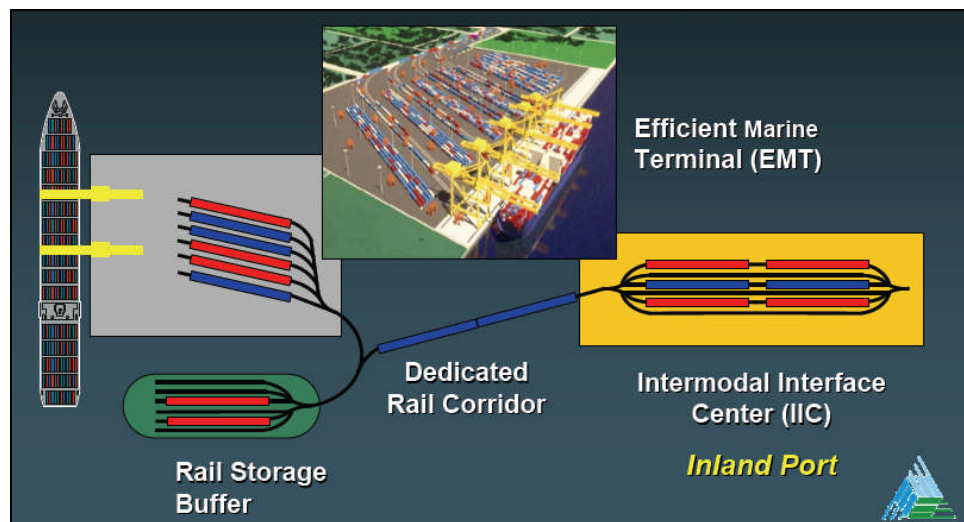 Efficient Marine
Terminal (EMT)
Dedicated
Rail Corridor
Intermodal Interface
Center (IIC)
Inland Port
Rail Storage
Buffer